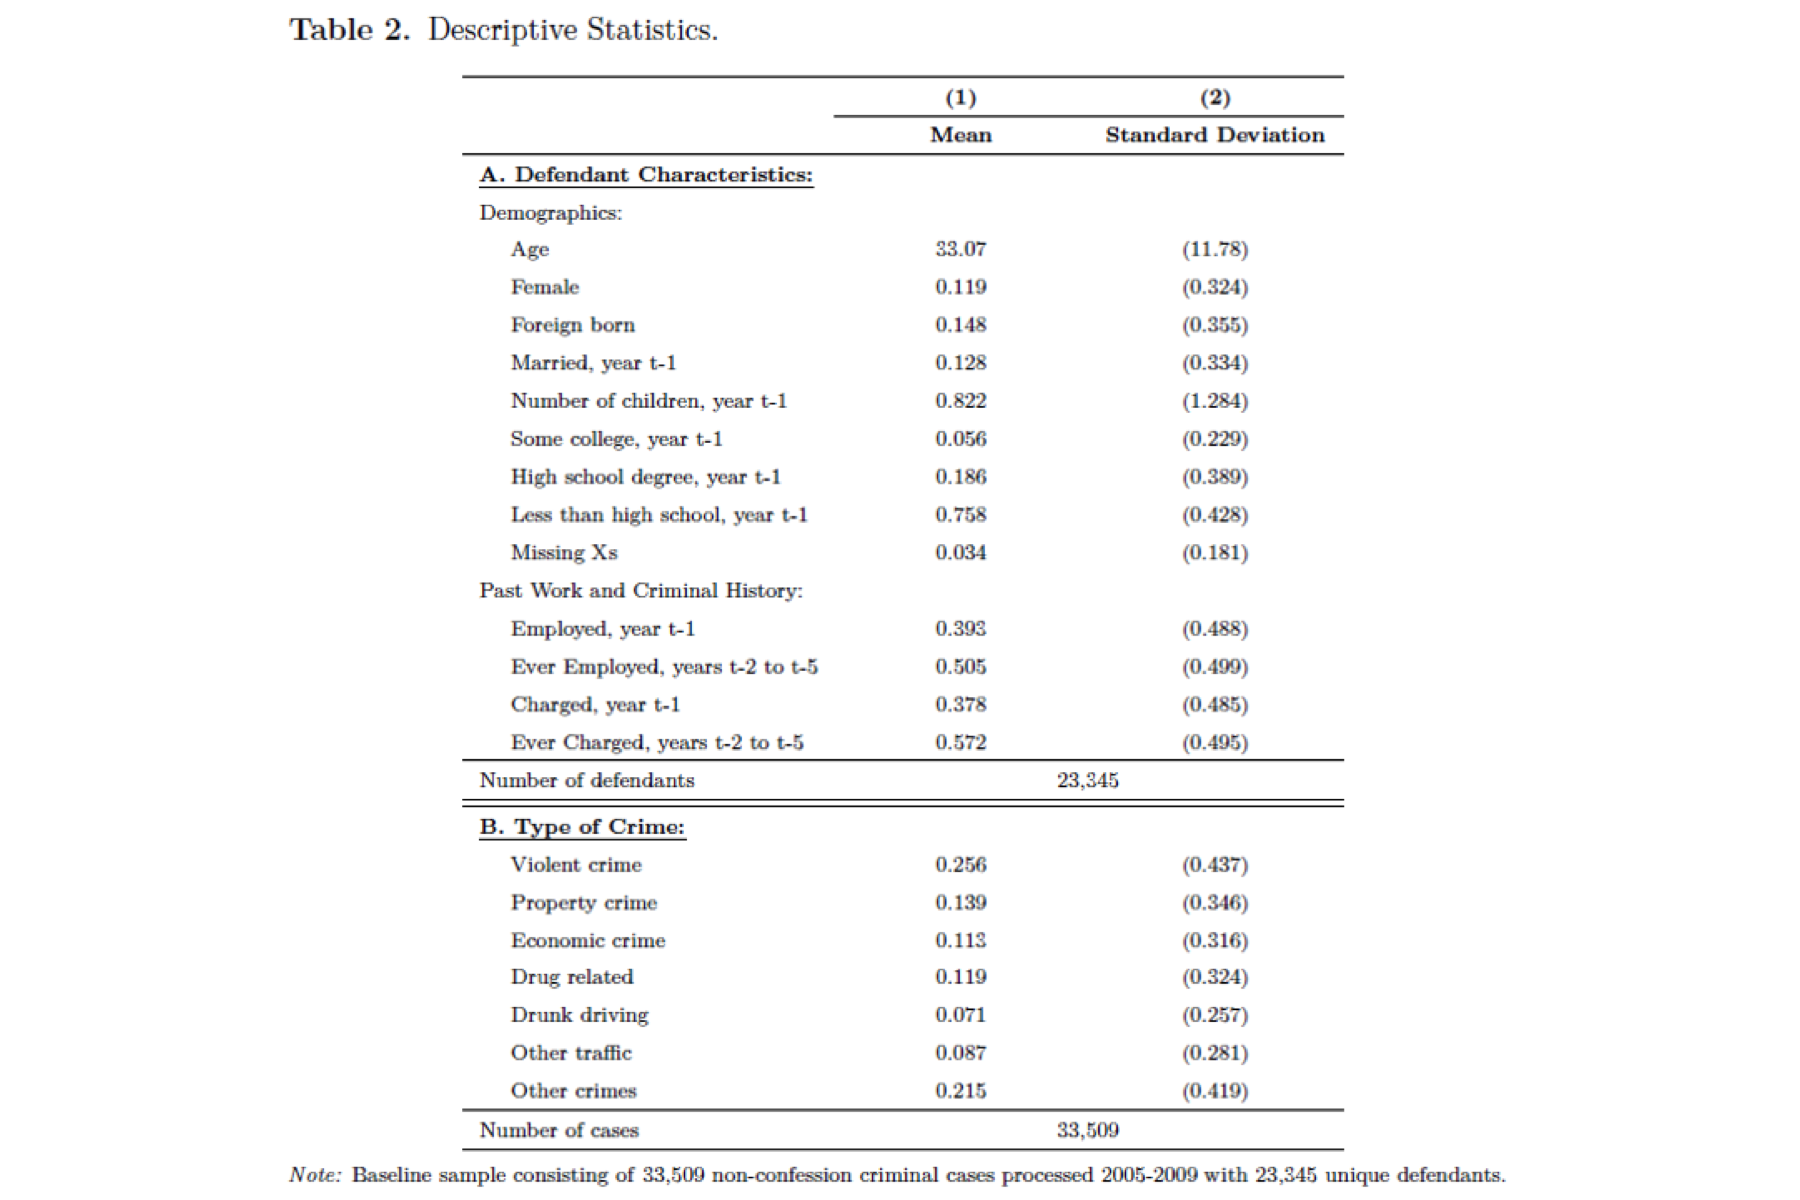 Table 2. Descriptive Statistics.
(1) (2)
Mean Standard Deviation
A. Defendant Characteristics:
Demographics:
Age 33.07 (11.78)
Female 0.119 (0.324)
Foreign born 0.148 (0.355)
Married, year t-1 0.128 (0.334)
Number of children, year t-1 0.822 (1.284)
Some college, year t-1 0.056 (0.229)
High school degree, year t-1 0.186 (0.389)
Less than high school, year t-1 0.758 (0.428)
Missing Xs 0.034 (0.181)
Past Work and Criminal History:
Employed, year t-1 0.393 (0.488)
Ever Employed, years t-2 to t-5 0.505 (0.499)
Charged, year t-1 0.378 (0.485)
Ever Charged, years t-2 to t-5 0.572 (0.495)
Number of defendants 23,345
B. Type of Crime:
Violent crime 0.256 (0.437)
Property crime 0.139 (0.346)
Economic crime 0.113 (0.316)
Drug related 0.119 (0.324)
Drunk driving 0.071 (0.257)
Other traffic 0.087 (0.281)
Other crimes 0.215 (0.419)
Number of cases 33,509
Note: Baseline sample consisting of 33,509 non-confession criminal cases processed 2005-2009 with 23,345 unique defendants.